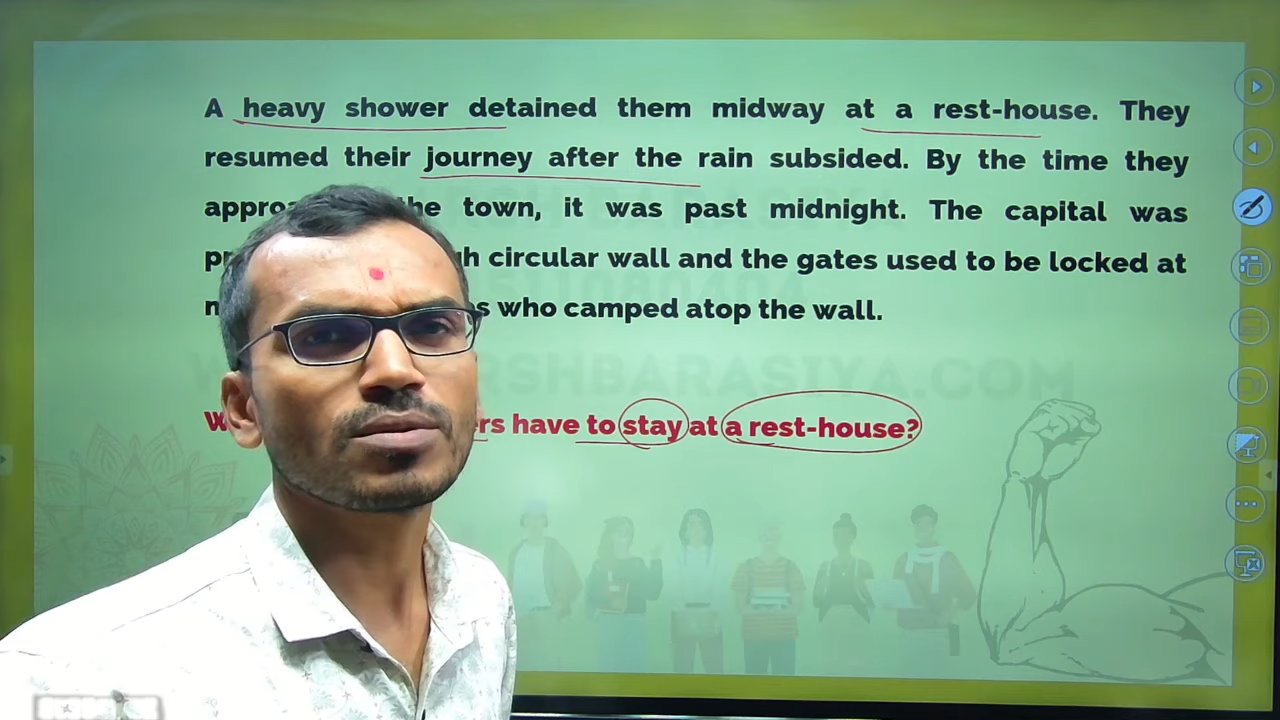 A heavy shower detained them midway at a rest-house. They
resumed their journey after the rain subsided. By the time they
the town, it was past midnight. The capital was
circular wall and the gates used to be locked at
who camped atop the wall.
RSHBARASIYA.COM
have to stay at a rest-house?